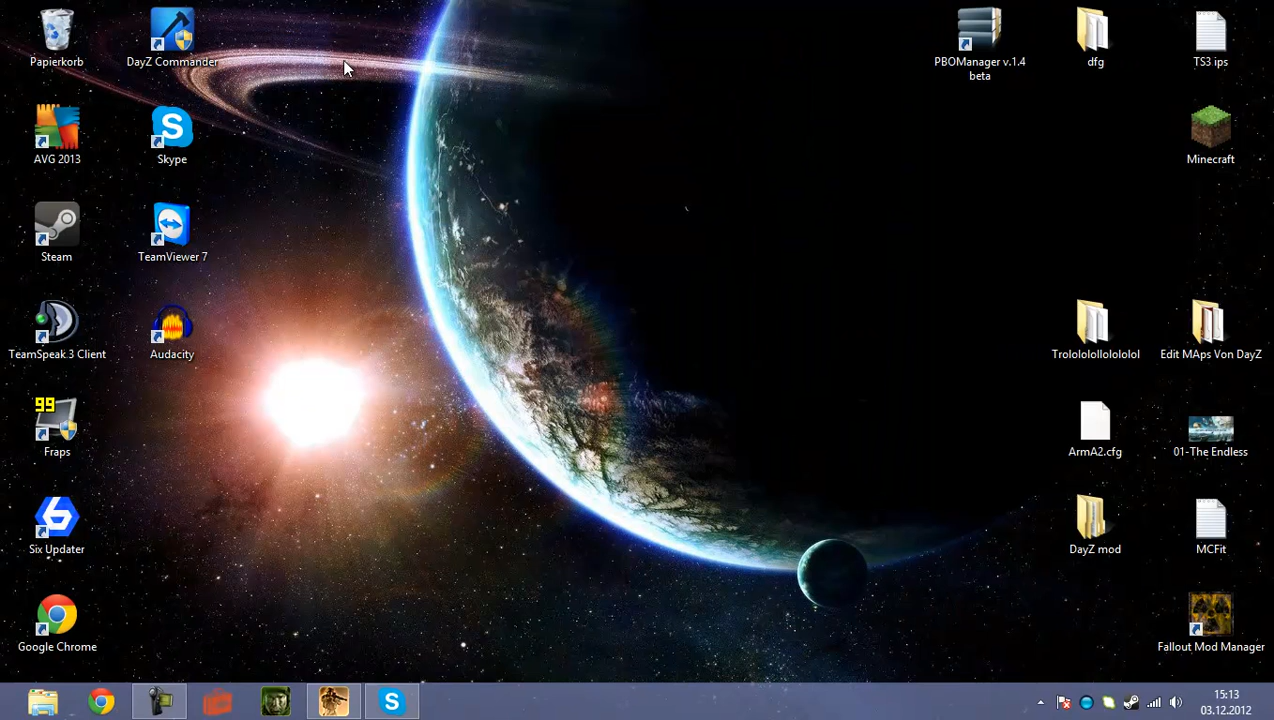 Papierkorb
DayZ Commander
PBOManager v.1.4
beta
dfg
TS3 ips
AVG 2013
Skype
Minecraft
Steam
TeamViewer 7
TeamSpeak 3 Client
Audacity
Trolololollolololol
Edit MAps Von DayZ
99
Fraps
ArmA2.cfg
01-The Endless
Six Updater
DayZ mod
MCFit
Google Chrome
Fallout Mod Manager
15:13
03.12.2012